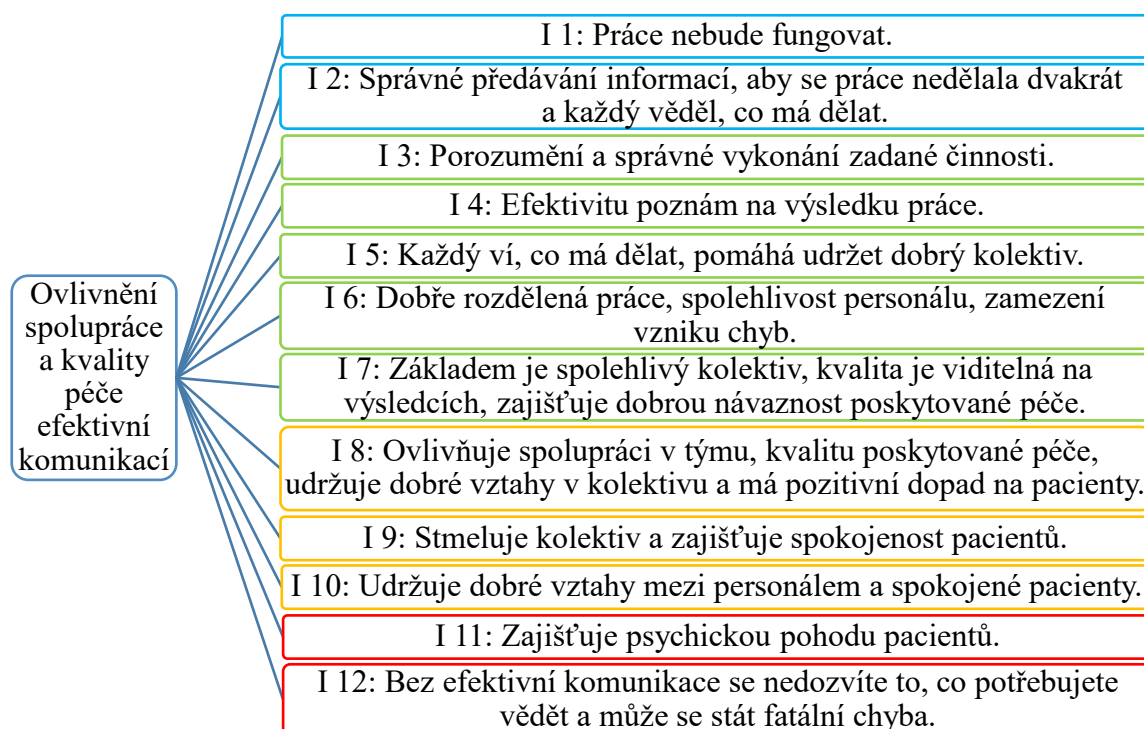 Ovlivnění
spolupráce
a kvality
péče
efektivní
komunikací
I 1: Práce nebude fungovat.
I 2: Správné předávání informací, aby se práce nedělala dvakrát
a každý věděl, co má dělat.
I 3: Porozumění a správné vykonání zadané činnosti.
I 4: Efektivitu poznám na výsledku práce.
I 5: Každý ví, co má dělat, pomáhá udržet dobrý kolektiv.
I 6: Dobře rozdělená práce, spolehlivost personálu, zamezení
vzniku chyb.
I 7: Základem je spolehlivý kolektiv, kvalita je viditelná na
výsledcích, zajišťuje dobrou návaznost poskytované péče.
I 8: Ovlivňuje spolupráci v týmu, kvalitu poskytované péče,
udržuje dobré vztahy v kolektivu a má pozitivní dopad na pacienty.
I 9: Stmeluje kolektiv a zajišťuje spokojenost pacientů.
I 10: Udržuje dobré vztahy mezi personálem a spokojené pacienty.
I 11: Zajišťuje psychickou pohodu pacientů.
I 12: Bez efektivní komunikace se nedozvíte to, co potřebujete
vědět a může se stát fatální chyba.